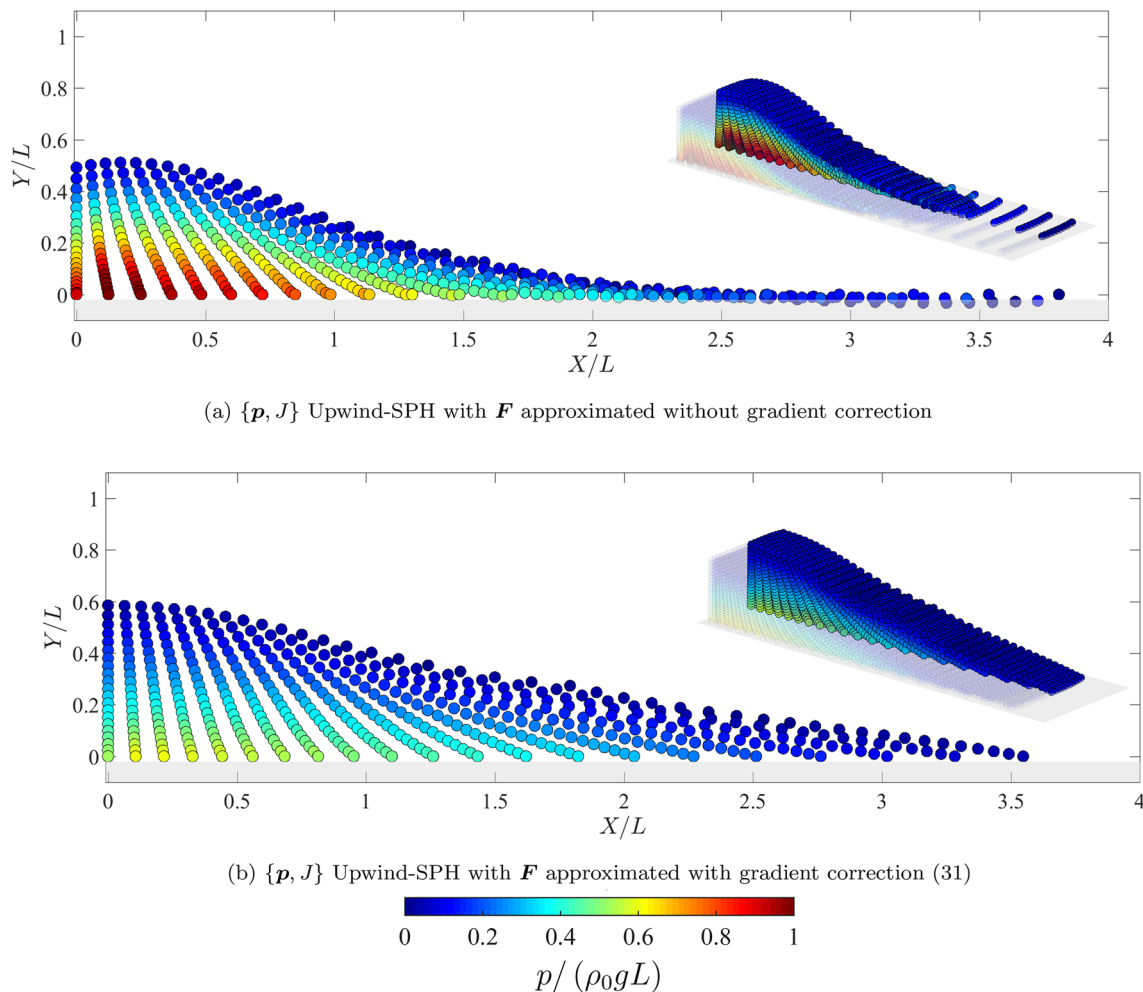 1
0.8
0.6
0.4
0.2
0
Y/L
0 0.5 1 1.5 2 2.5 3 3.5 4
X/L
(a) {p, J} Upwind-SPH with F approximated without gradient correction
1
0.8
0.6
0.4
0.2
0
Y/L
0 0.5 1 1.5 2 2.5 3 3.5 4
X/L
(b) {p, J} Upwind-SPH with F approximated with gradient correction (31)
0 0.2 0.4 0.6 0.8 1
p/ (ρ₀gL)